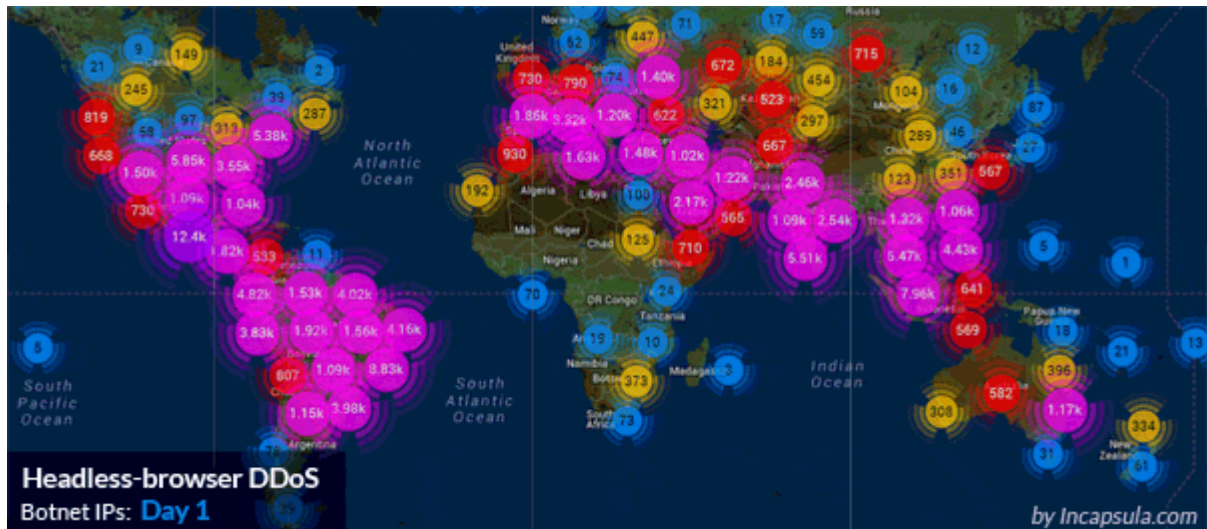 Norway
Russia
Canada
United
Kingdom
North
Atlantic
Ocean
Algeria
Libya
Mali
Niger
Chad
Nigeria
Ethiopia
DR Congo
Tanzania
Namibia
Madagascar
Papua New
Indian
Ocean
South
Pacific
Ocean
South
Atlantic
Ocean
Argentina
New
Zealand
9
149
21
245
2
39
819
58
97
313
287
668
5.38k
1.50k
5.85k
3.55k
1.09k
1.04k
730
12.4k
533
11
4.82k
1.53k
4.02k
3.83k
1.92k
1.56k
4.16k
807
1.09k
8.83k
1.15k
3.98k
5
62
447
71
17
59
715
12
730
790
74
1.40k
672
184
454
104
16
87
1.86k
3.32k
1.20k
622
321
523
297
289
46
27
930
1.63k
1.48k
1.02k
667
1.22k
2.46k
123
351
567
192
100
2.17k
565
1.09k
2.54k
1.32k
1.06k
125
710
5.51k
5.47k
4.43k
5
1
70
24
7.96k
641
19
10
569
18
21
13
373
3
396
73
582
308
1.17k
334
31
61
Headless-browser DDoS
Botnet IPs: Day 1
by Incapsula.com